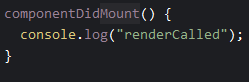 componentDidMount() {
  console.log("renderCalled");
}